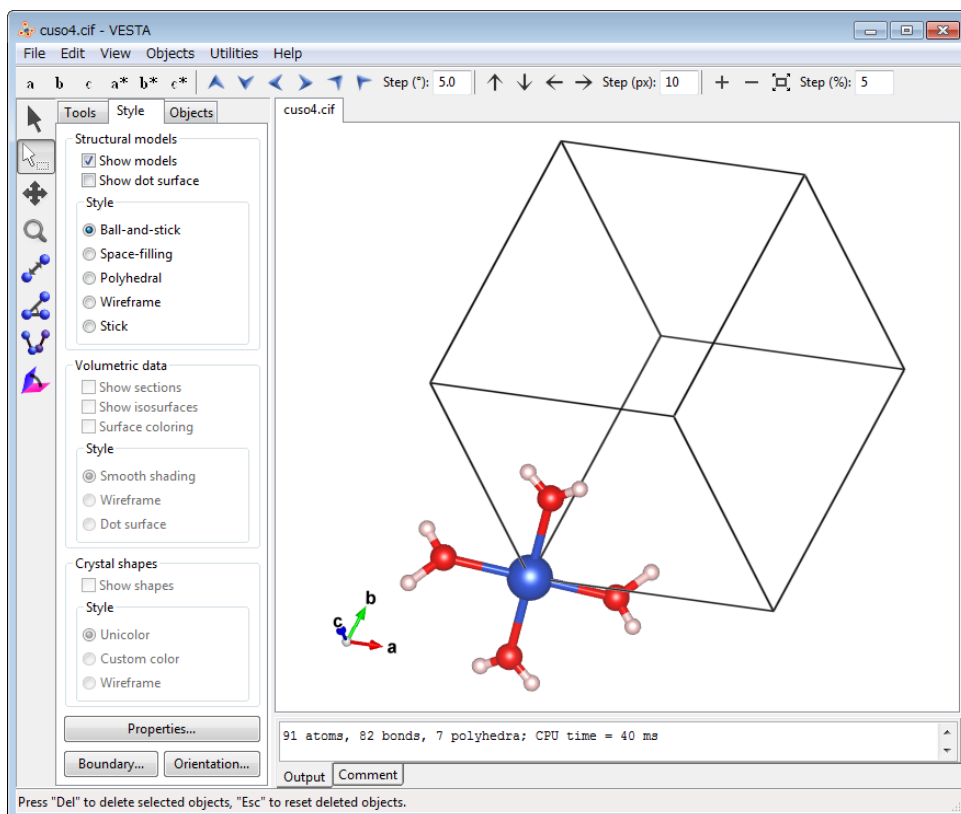 cuso4.cif - VESTA
File Edit View Objects Utilities Help
a b c a* b* c* Step (°): 5.0 Step (px): 10 Step (%): 5
Tools Style Objects
cuso4.cif
Structural models
Show models
Show dot surface
Style
Ball-and-stick
Space-filling
Polyhedral
Wireframe
Stick
Volumetric data
Show sections
Show isosurfaces
Surface coloring
Style
Smooth shading
Wireframe
Dot surface
Crystal shapes
Show shapes
Style
Unicolor
Custom color
Wireframe
Properties...
Boundary... Orientation...
c b a
91 atoms, 82 bonds, 7 polyhedra; CPU time = 40 ms
Output Comment
Press "Del" to delete selected objects, "Esc" to reset deleted objects.